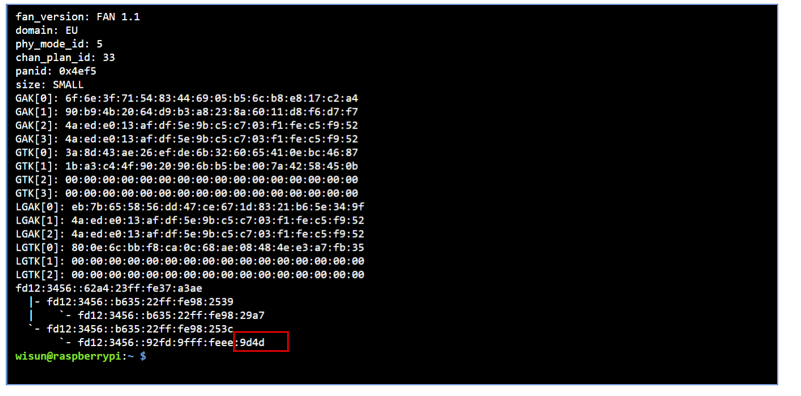 fan_version: FAN 1.1
domain: EU
phy_mode_id: 5
chan_plan_id: 33
panid: 0x4ef5
size: SMALL
GAK[0]: 6f:6e:3f:71:54:83:44:69:05:b5:6c:b8:e8:17:c2:a4
GAK[1]: 90:b9:4b:20:64:d9:b3:a8:23:8a:60:11:d8:f6:d7:f7
GAK[2]: 4a:ed:e0:13:af:df:5e:9b:c5:c7:03:f1:fe:c5:f9:52
GAK[3]: 4a:ed:e0:13:af:df:5e:9b:c5:c7:03:f1:fe:c5:f9:52
GTK[0]: 3a:8d:43:ae:26:ef:de:6b:32:60:65:41:0e:bc:46:87
GTK[1]: 1b:a3:c4:4f:90:20:90:6b:b5:be:00:7a:42:58:45:0b
GTK[2]: 00:00:00:00:00:00:00:00:00:00:00:00:00:00:00:00
GTK[3]: 00:00:00:00:00:00:00:00:00:00:00:00:00:00:00:00
LGAK[0]: eb:7b:65:58:56:dd:47:ce:67:1d:83:21:b6:5e:34:9f
LGAK[1]: 4a:ed:e0:13:af:df:5e:9b:c5:c7:03:f1:fe:c5:f9:52
LGAK[2]: 4a:ed:e0:13:af:df:5e:9b:c5:c7:03:f1:fe:c5:f9:52
LGTK[0]: 80:0e:6c:bb:f8:ca:0c:68:ae:08:48:4e:e3:a7:fb:35
LGTK[1]: 00:00:00:00:00:00:00:00:00:00:00:00:00:00:00:00
LGTK[2]: 00:00:00:00:00:00:00:00:00:00:00:00:00:00:00:00
fd12:3456::62a4:23ff:fe37:a3ae
  |- fd12:3456::b635:22ff:fe98:2539
  |    `- fd12:3456::b635:22ff:fe98:29a7
  `- fd12:3456::b635:22ff:fe98:253c
       `- fd12:3456::92fd:9fff:feee:9d4d
wisun@raspberrypi:~ $